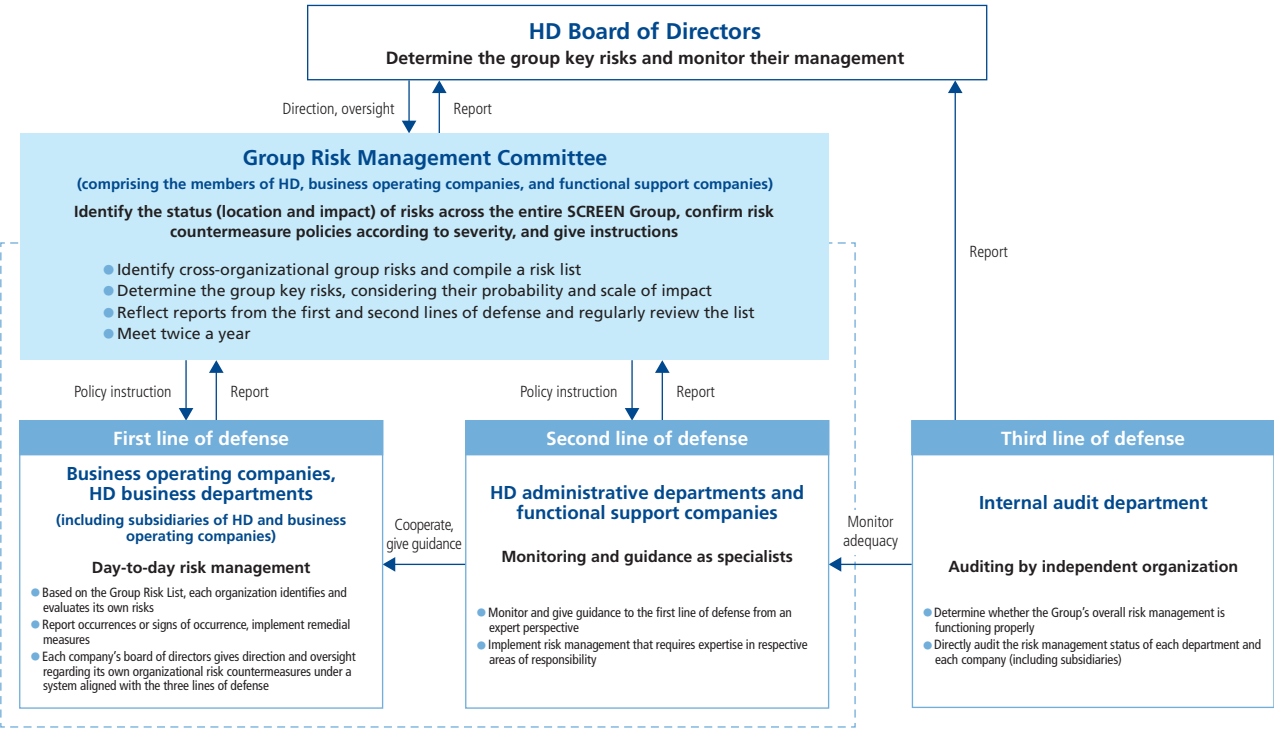 HD Board of Directors
Determine the group key risks and monitor their management
Direction, oversight
Report
Group Risk Management Committee
(comprising the members of HD, business operating companies, and functional support companies)
Identify the status (location and impact) of risks across the entire SCREEN Group, confirm risk
countermeasure policies according to severity, and give instructions
● Identify cross-organizational group risks and compile a risk list
● Determine the group key risks, considering their probability and scale of impact
● Reflect reports from the first and second lines of defense and regularly review the list
● Meet twice a year
Report
Policy instruction
Report
Policy instruction
Report
First line of defense
Business operating companies,
HD business departments
(including subsidiaries of HD and business
operating companies)
Day-to-day risk management
● Based on the Group Risk List, each organization identifies and
evaluates its own risks
● Report occurrences or signs of occurrence, implement remedial
measures
● Each company's board of directors gives direction and oversight
regarding its own organizational risk countermeasures under a
system aligned with the three lines of defense
Cooperate,
give guidance
Second line of defense
HD administrative departments and
functional support companies
Monitoring and guidance as specialists
● Monitor and give guidance to the first line of defense from an
expert perspective
● Implement risk management that requires expertise in respective
areas of responsibility
Monitor
adequacy
Third line of defense
Internal audit department
Auditing by independent organization
● Determine whether the Group's overall risk management is
functioning properly
● Directly audit the risk management status of each department and
each company (including subsidiaries)